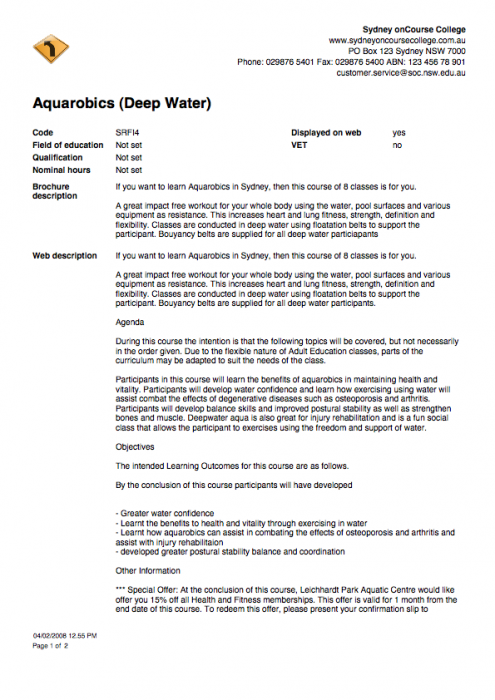 Sydney onCourse College
www.sydneyoncoursecollege.com.au
PO Box 123 Sydney NSW 7000
Phone: 029876 5401 Fax: 029876 5400 ABN: 123 456 78 901
customer.service@soc.nsw.edu.au
Aquarobics (Deep Water)
Code SRFI4 Displayed on web yes
Field of education Not set VET no
Qualification Not set
Nominal hours Not set
Brochure description If you want to learn Aquarobics in Sydney, then this course of 8 classes is for you.
A great impact free workout for your whole body using the water, pool surfaces and various
equipment as resistance. This increases heart and lung fitness, strength, definition and
flexibility. Classes are conducted in deep water using floatation belts to support the
participant. Bouyancy belts are supplied for all deep water particiapants
Web description If you want to learn Aquarobics in Sydney, then this course of 8 classes is for you.
A great impact free workout for your whole body using the water, pool surfaces and various
equipment as resistance. This increases heart and lung fitness, strength, definition and
flexibility. Classes are conducted in deep water using floatation belts to support the
participant. Bouyancy belts are supplied for all deep water participants.
Agenda
During this course the intention is that the following topics will be covered, but not necessarily
in the order given. Due to the flexible nature of Adult Education classes, parts of the
curriculum may be adapted to suit the needs of the class.
Participants in this course will learn the benefits of aquarobics in maintaining health and
vitality. Participants will develop water confidence and learn how exercising using water will
assist combat the effects of degenerative diseases such as osteoporosis and arthritis.
Participants will develop balance skills and improved postural stability as well as strengthen
bones and muscle. Deepwater aqua is also great for injury rehabilitation and is a fun social
class that allows the participant to exercises using the freedom and support of water.
Objectives
The intended Learning Outcomes for this course are as follows.
By the conclusion of this course participants will have developed
- Greater water confidence
- Learnt the benefits to health and vitality through exercising in water
- Learnt how aquarobics can assist in combating the effects of osteoporosis and arthritis and
assist with injury rehabilitaion
- developed greater postural stability balance and coordination
Other Information
*** Special Offer: At the conclusion of this course, Leichhardt Park Aquatic Centre would like
offer you 15% off all Health and Fitness memberships. This offer is valid for 1 month from the
end date of this course. To redeem this offer, please present your confirmation slip to
04/02/2008 12.55 PM
Page 1 of 2